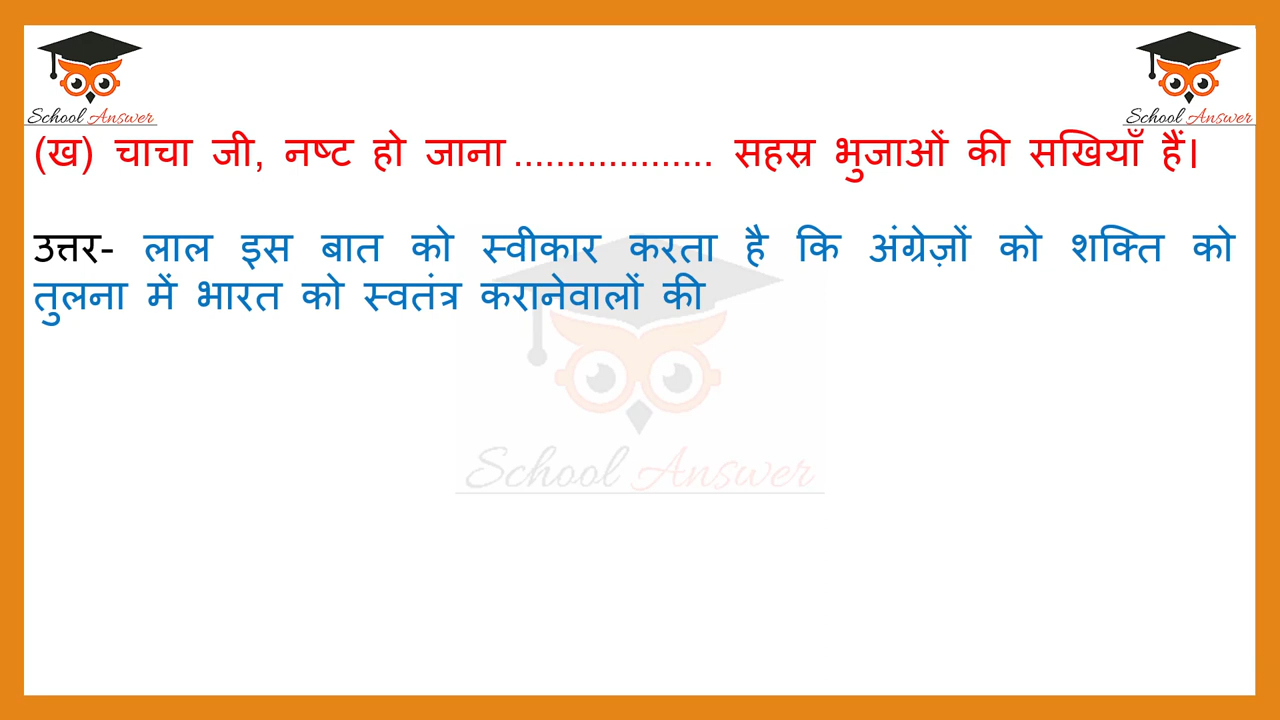 School Answer
School Answer
(ख) चाचा जी, नष्ट हो जाना ................... सहस्र भुजाओं की सखियाँ हैं।
उत्तर- लाल इस बात को स्वीकार करता है कि अंग्रेज़ों को शक्ति को
तुलना में भारत को स्वतंत्र करानेवालों की
School Answer